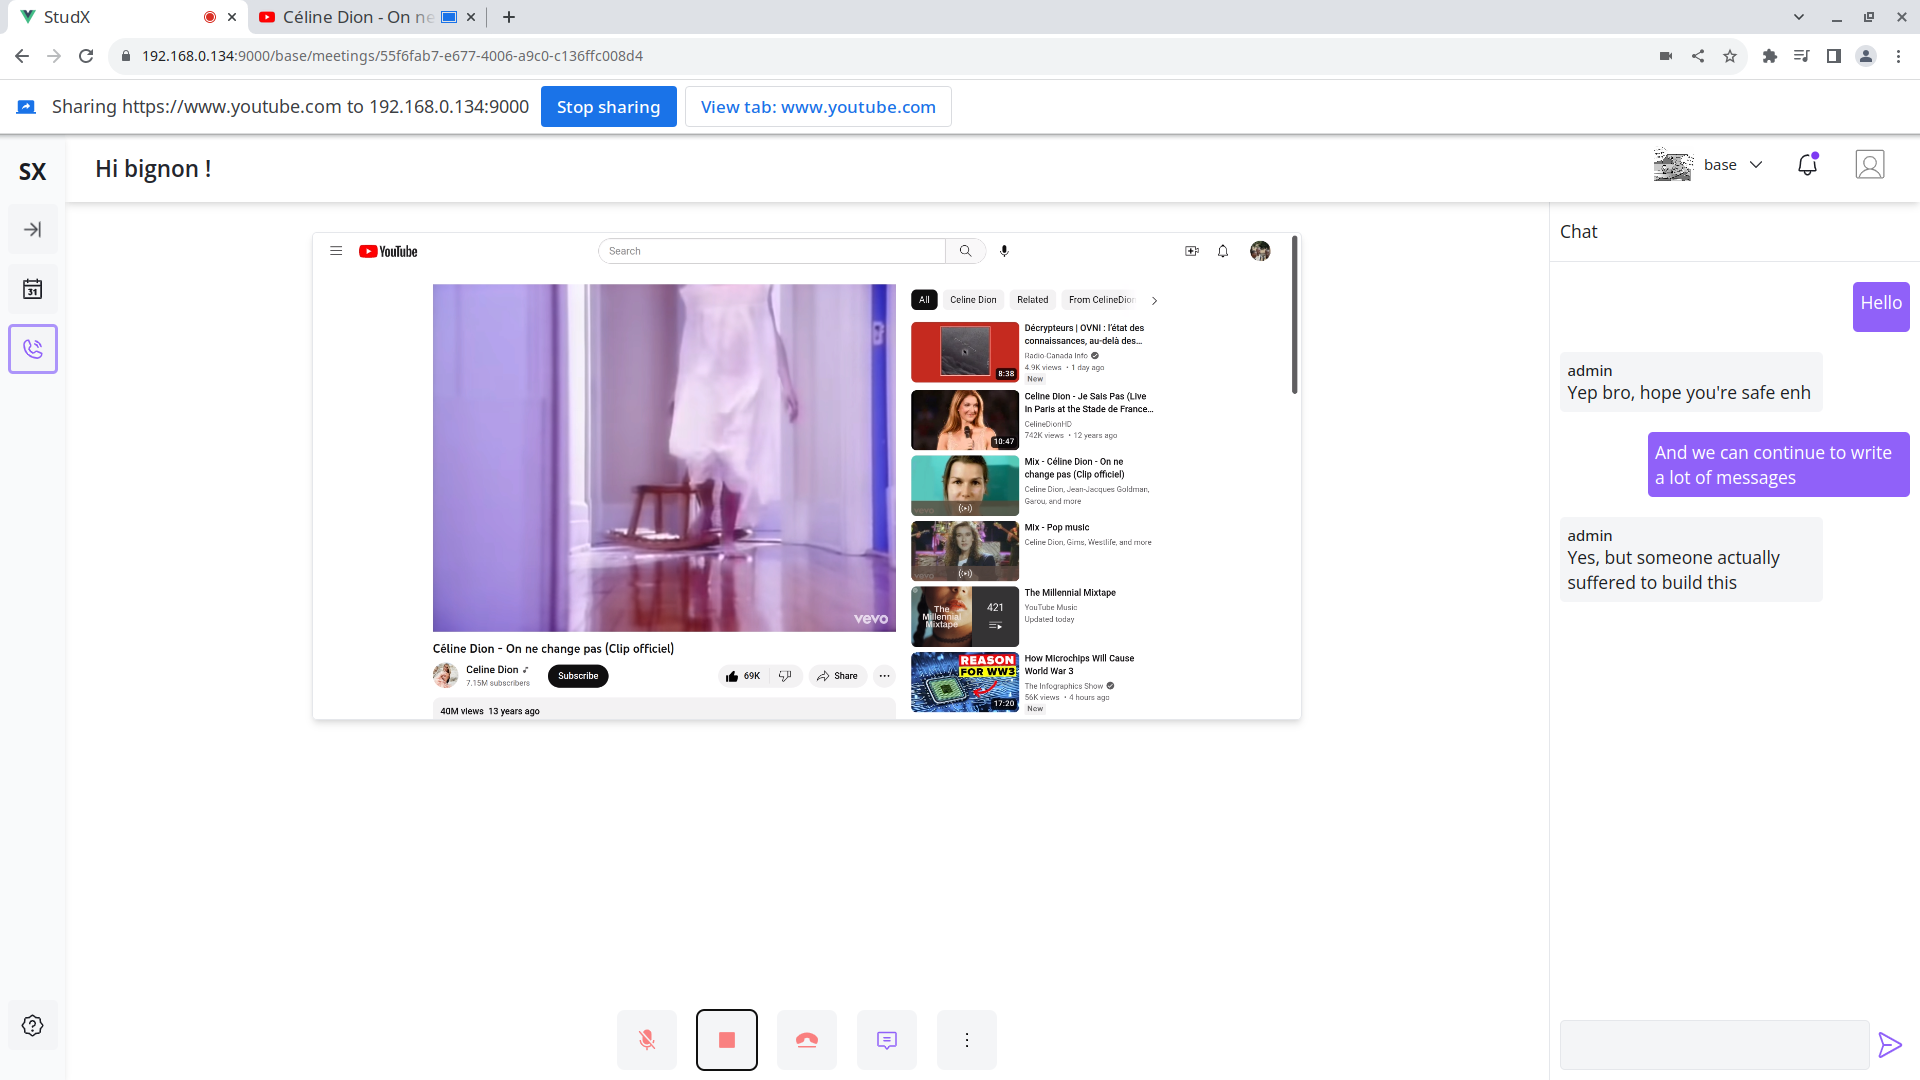 StudX
Céline Dion - On ne
192.168.0.134:9000/base/meetings/55f6fab7-e677-4006-a9c0-c136ffc008d4
Sharing https://www.youtube.com to 192.168.0.134:9000
Stop sharing
View tab: www.youtube.com
SX
Hi bignon !
base
31
YouTube
Search
vevo
Céline Dion - On ne change pas (Clip officiel)
Celine Dion
7.15M subscribers
Subscribe
69K
Share
40M views 13 years ago
All
Celine Dion
Related
From CelineDion
8:38
Décrypteurs | OVNI : l'état des
connaissances, au-delà des...
Radio-Canada Info
4.9K views • 1 day ago
New
10:47
Celine Dion - Je Sais Pas (Live
in Paris at the Stade de France...
CelineDionHD
742K views • 12 years ago
vevo
Mix - Céline Dion - On ne
change pas (Clip officiel)
Celine Dion, Jean-Jacques Goldman,
Garou, and more
vevo
Mix - Pop music
Celine Dion, Gims, Westlife, and more
The
Millennial
Mixtape
421
The Millennial Mixtape
YouTube Music
Updated today
REASON
FOR WW3
17:20
How Microchips Will Cause
World War 3
The Infographics Show
56K views • 4 hours ago
New
Chat
Hello
admin
Yep bro, hope you're safe enh
And we can continue to write
a lot of messages
admin
Yes, but someone actually
suffered to build this